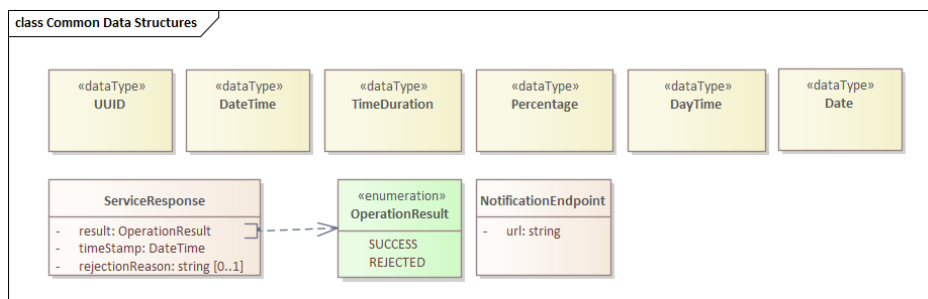 class Common Data Structures
«dataType»
UUID
«dataType»
DateTime
«dataType»
TimeDuration
«dataType»
Percentage
«dataType»
DayTime
«dataType»
Date
ServiceResponse
- result: OperationResult
- timeStamp: DateTime
- rejectionReason: string [0..1]
«enumeration»
OperationResult
SUCCESS
REJECTED
NotificationEndpoint
- url: string